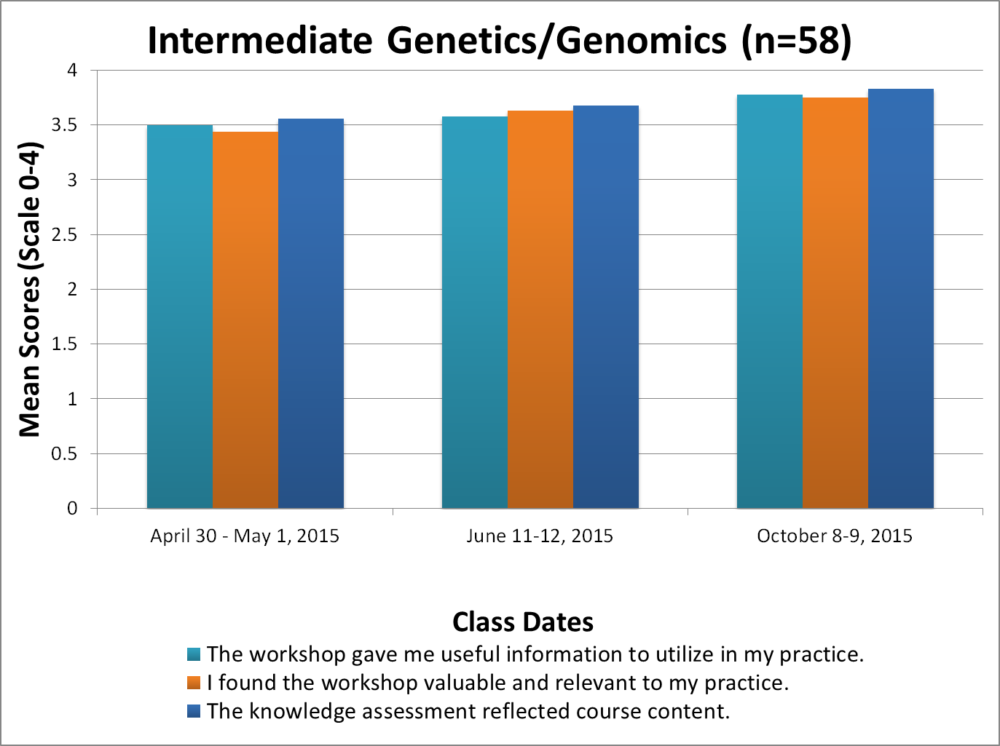 Intermediate Genetics/Genomics (n=58)
Mean Scores (Scale 0-4)
4
3.5
3
2.5
2
1.5
1
0.5
0
April 30 - May 1, 2015
June 11-12, 2015
October 8-9, 2015
Class Dates
The workshop gave me useful information to utilize in my practice.
I found the workshop valuable and relevant to my practice.
The knowledge assessment reflected course content.